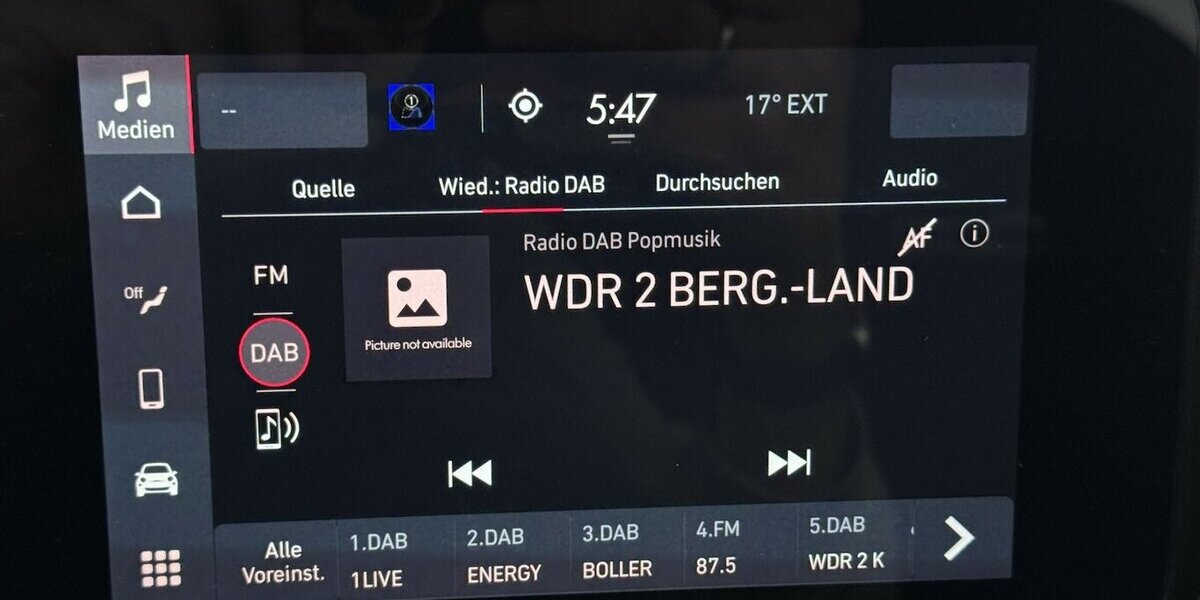 Medien
--
1
5:47
17° EXT
Quelle
Wied.: Radio DAB
Durchsuchen
Audio
Radio DAB Popmusik
AF
i
WDR 2 BERG.-LAND
FM
Off
DAB
Picture not available
Alle
Voreinst.
1.DAB
1LIVE
2.DAB
ENERGY
3.DAB
BOLLER
4.FM
87.5
5.DAB
WDR 2 K